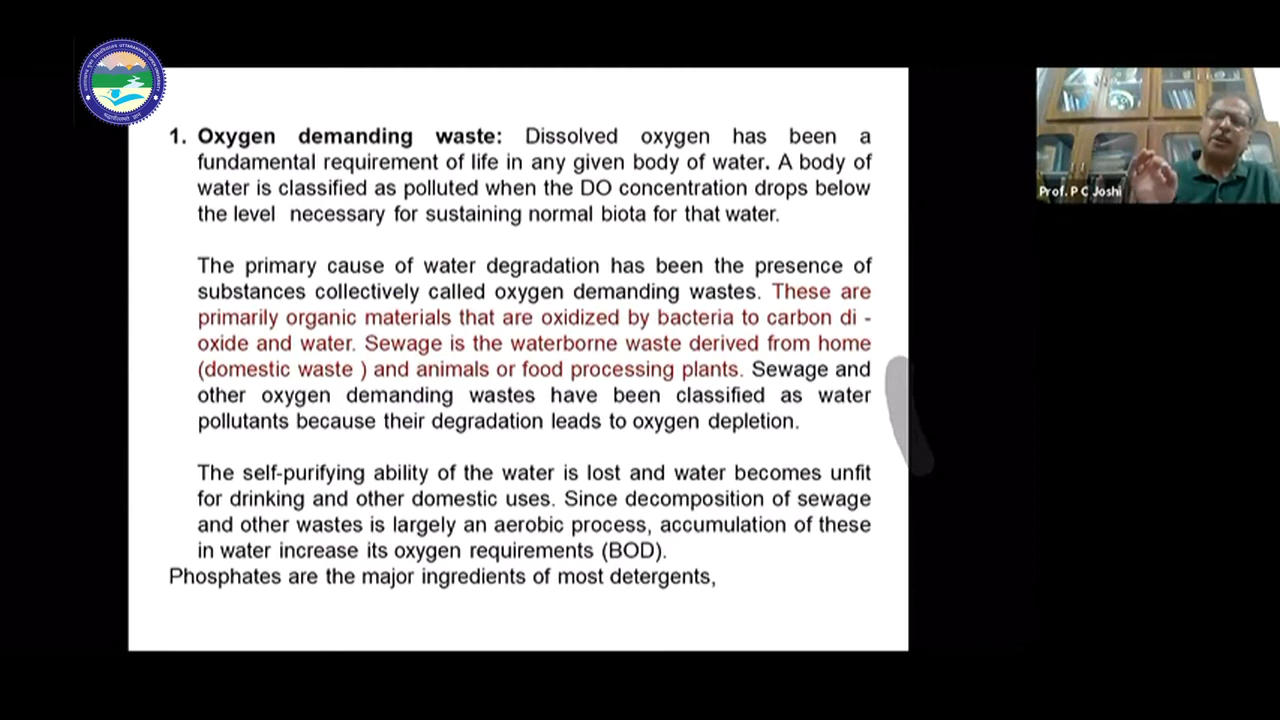 1. Oxygen demanding waste: Dissolved oxygen has been a
fundamental requirement of life in any given body of water. A body of
water is classified as polluted when the DO concentration drops below
the level necessary for sustaining normal biota for that water.
The primary cause of water degradation has been the presence of
substances collectively called oxygen demanding wastes. These are
primarily organic materials that are oxidized by bacteria to carbon di -
oxide and water. Sewage is the waterborne waste derived from home
(domestic waste ) and animals or food processing plants. Sewage and
other oxygen demanding wastes have been classified as water
pollutants because their degradation leads to oxygen depletion.
The self-purifying ability of the water is lost and water becomes unfit
for drinking and other domestic uses. Since decomposition of sewage
and other wastes is largely an aerobic process, accumulation of these
in water increase its oxygen requirements (BOD).
Phosphates are the major ingredients of most detergents,
Prof. P C Joshi